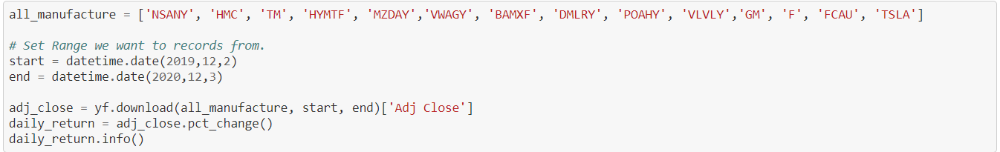 all_manufacture = ['NSANY', 'HMC', 'TM', 'HYMTF', 'MZDAY','VWAGY', 'BAMXF', 'DMLRY', 'POAHY', 'VLVLY','GM', 'F', 'FCAU', 'TSLA']
# Set Range we want to records from.
start = datetime.date(2019,12,2)
end = datetime.date(2020,12,3)
adj_close = yf.download(all_manufacture, start, end)['Adj Close']
daily_return = adj_close.pct_change()
daily_return.info()